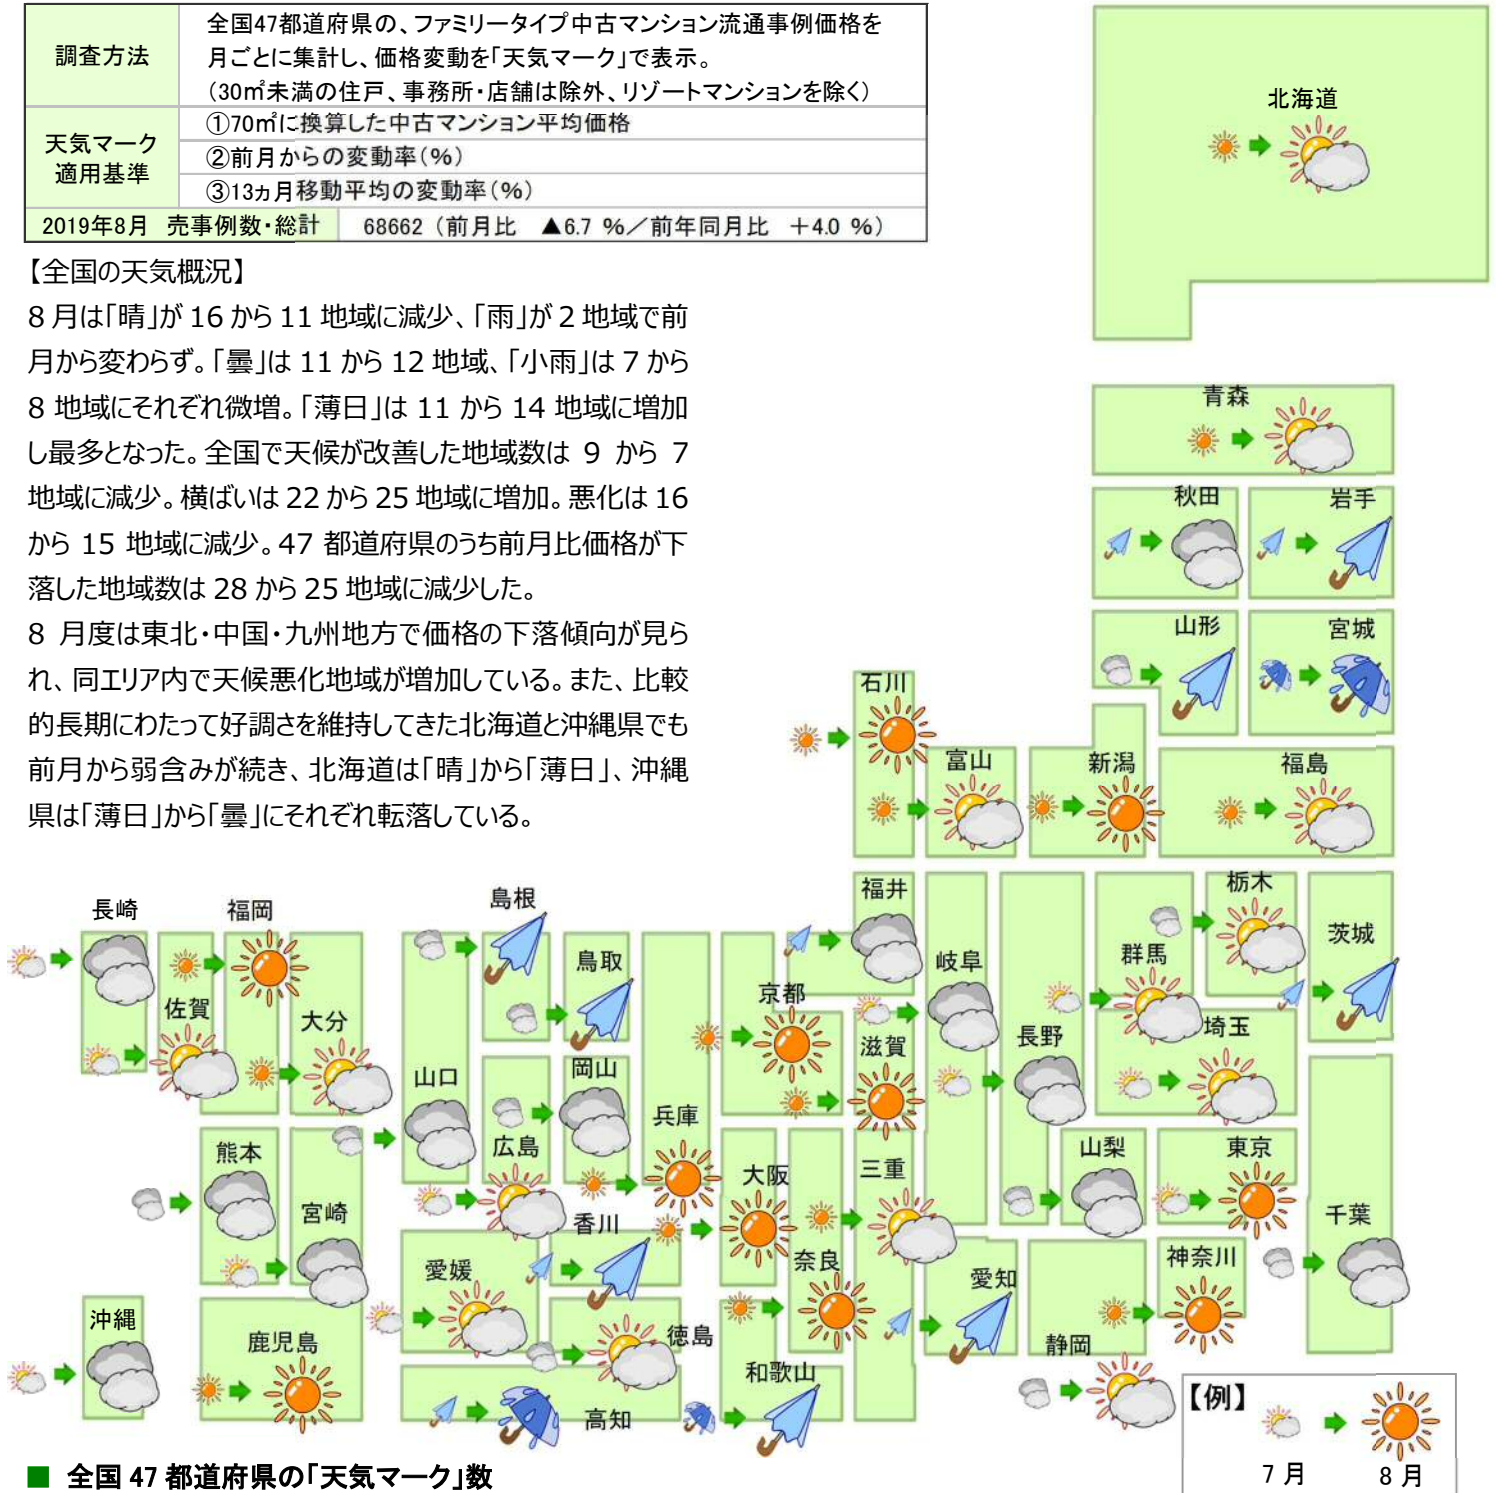 調査方法
全国47都道府県の、ファミリータイプ中古マンション流通事例価格を
月ごとに集計し、価格変動を「天気マーク」で表示。
(30㎡未満の住戸、事務所・店舗は除外、リゾートマンションを除く)
天気マーク
適用基準
①70㎡に換算した中古マンション平均価格
②前月からの変動率(%)
③13ヵ月移動平均の変動率(%)
2019年8月 売事例数・総計 68662 (前月比 ▲6.7 %/前年同月比 +4.0 %)
【全国の天気概況】
8月は「晴」が 16 から 11 地域に減少、「雨」が 2 地域で前
月から変わらず。「曇」は 11 から 12 地域、「小雨」は 7 から
8 地域にそれぞれ微増。「薄日」は 11 から 14 地域に増加
し最多となった。全国で天候が改善した地域数は 9 から 7
地域に減少。横ばいは 22 から 25 地域に増加。悪化は 16
から 15 地域に減少。47 都道府県のうち前月比価格が下
落した地域数は 28 から 25 地域に減少した。
8 月度は東北・中国・九州地方で価格の下落傾向が見ら
れ、同エリア内で天候悪化地域が増加している。また、比較
的長期にわたって好調さを維持してきた北海道と沖縄県でも
前月から弱含みが続き、北海道は「晴」から「薄日」、沖縄
県は「薄日」から「曇」にそれぞれ転落している。
北海道
青森
秋田
岩手
山形
宮城
石川
富山
新潟
福島
長崎
福岡
島根
福井
栃木
鳥取
岐阜
群馬
茨城
佐賀
大分
京都
滋賀
長野
埼玉
山口
岡山
兵庫
熊本
広島
大阪
三重
山梨
東京
宮崎
香川
千葉
愛媛
奈良
愛知
神奈川
沖縄
鹿児島
徳島
静岡
和歌山
高知
【例】
7 月
8 月
■ 全国 47 都道府県の「天気マーク」数